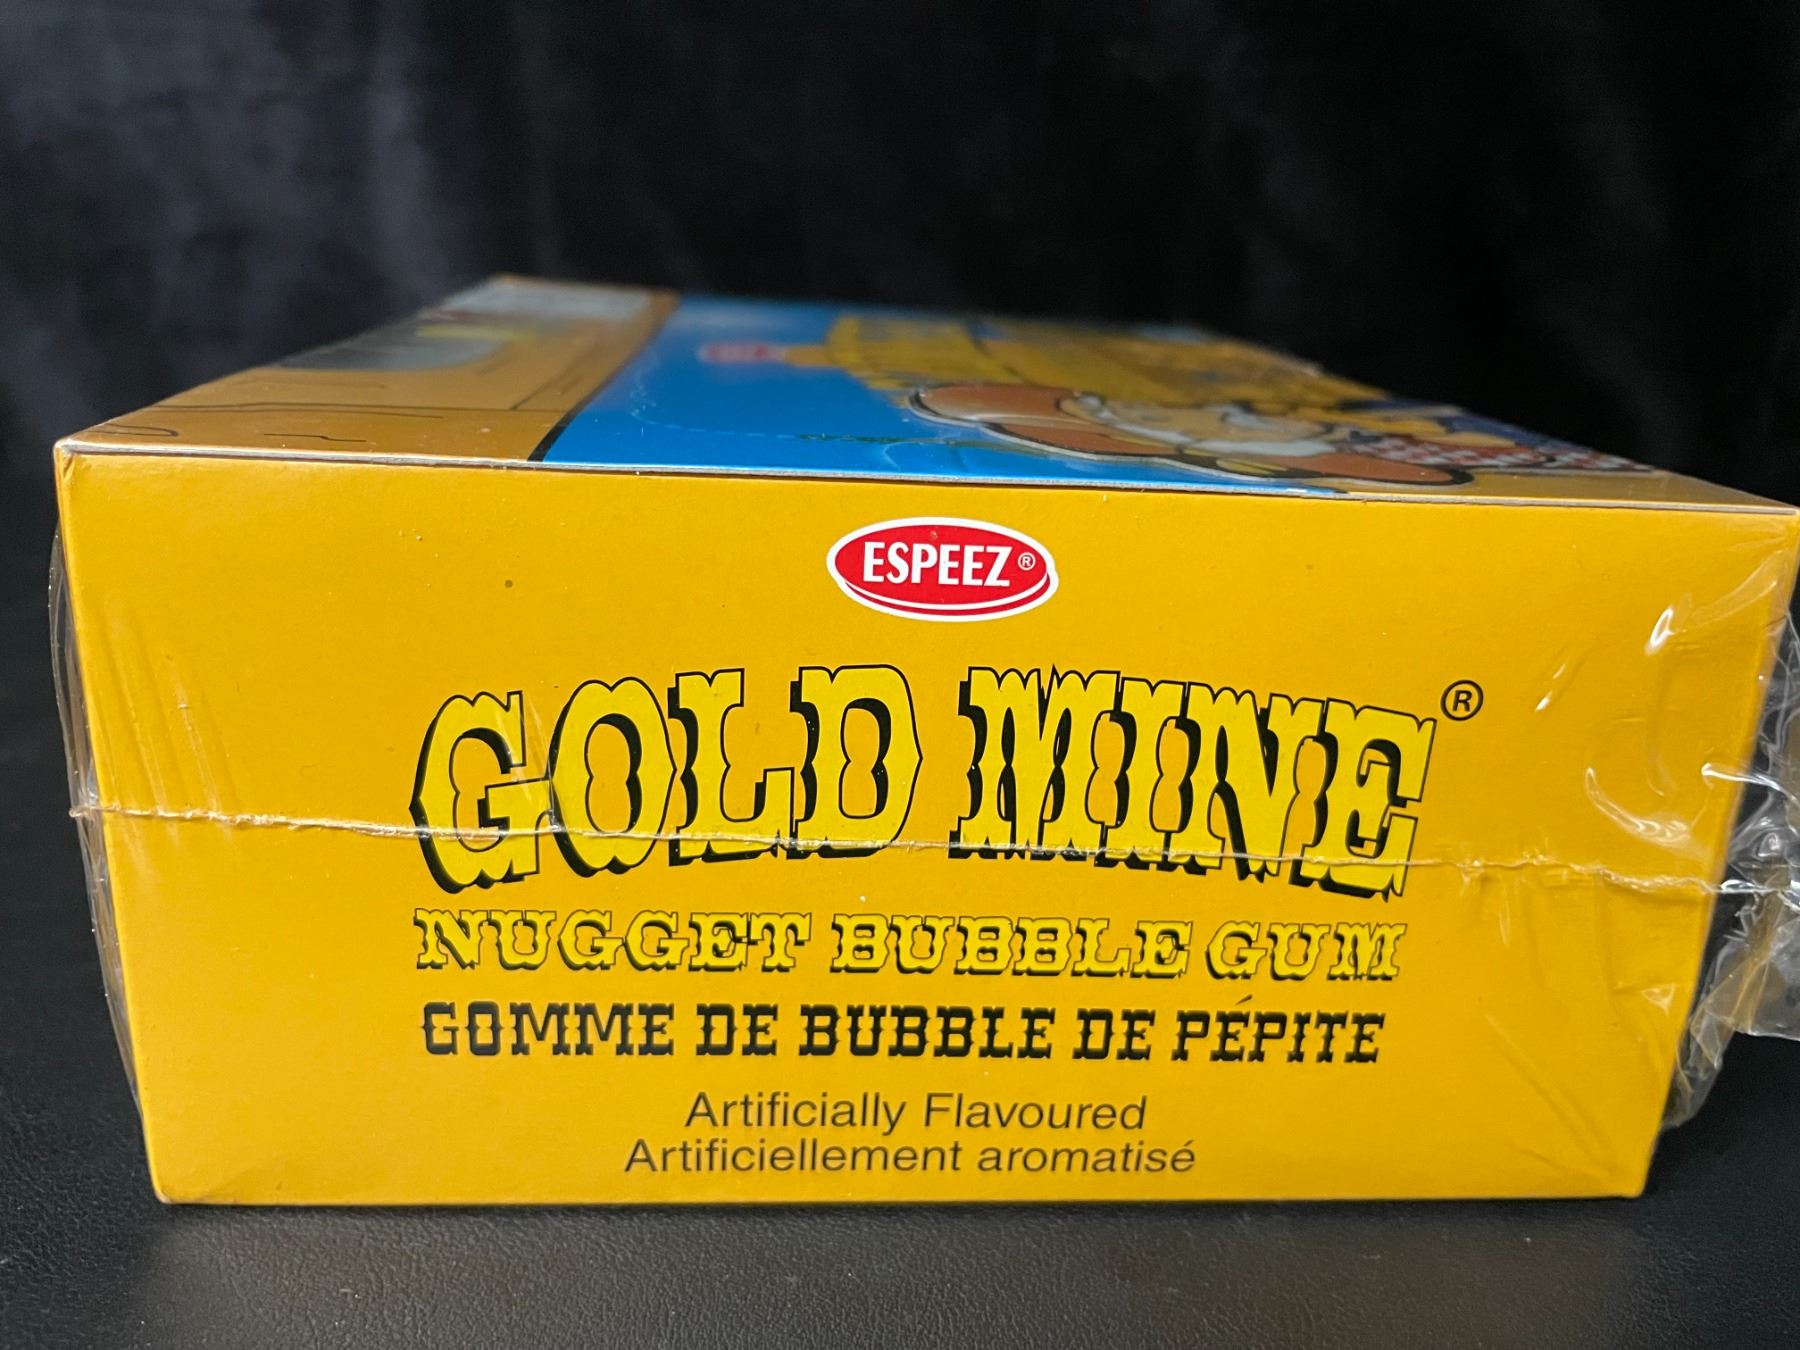 ESPEEZ®
GOLD MINE®
NUGGET BUBBLE GUM
GOMME DE BUBBLE DE PÉPITE
Artificially Flavoured
Artificiellement aromatisé